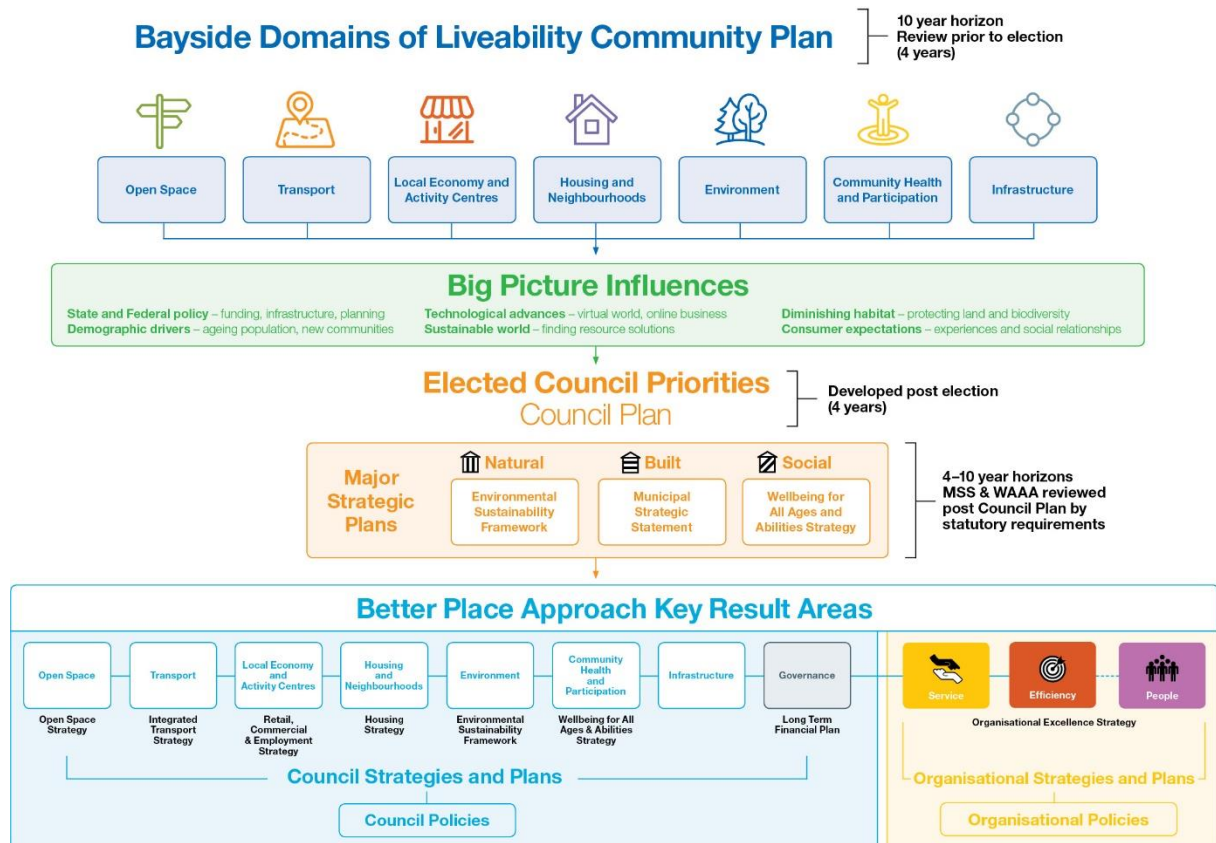 Bayside Domains of Liveability Community Plan
10 year horizon
Review prior to election
(4 years)
Open Space
Transport
Local Economy and
Activity Centres
Housing and
Neighbourhoods
Environment
Community Health
and Participation
Infrastructure
Big Picture Influences
State and Federal policy – funding, infrastructure, planning
Demographic drivers – ageing population, new communities
Technological advances – virtual world, online business
Sustainable world – finding resource solutions
Diminishing habitat – protecting land and biodiversity
Consumer expectations – experiences and social relationships
Elected Council Priorities
Council Plan
Developed post election
(4 years)
Major
Strategic
Plans
Natural
Environmental
Sustainability
Framework
Built
Municipal
Strategic
Statement
Social
Wellbeing for
All Ages and
Abilities Strategy
4–10 year horizons
MSS & WAAA reviewed
post Council Plan by
statutory requirements
Better Place Approach Key Result Areas
Open Space
Transport
Local Economy
and
Activity Centres
Housing
and
Neighbourhoods
Environment
Community
Health
and
Participation
Infrastructure
Governance
Service
Efficiency
People
Open Space
Strategy
Integrated
Transport
Strategy
Retail,
Commercial
& Employment
Strategy
Housing
Strategy
Environmental
Sustainability
Framework
Wellbeing for All
Ages & Abilities
Strategy
Long Term
Financial Plan
Organisational Excellence Strategy
Council Strategies and Plans
Organisational Strategies and Plans
Council Policies
Organisational Policies